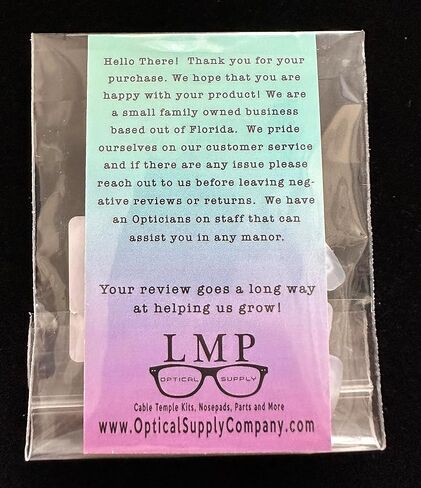 Hello There! Thank you for your
purchase. We hope that you are
happy with your product! We are
a small family owned business
based out of Florida. We pride
ourselves on our customer service
and if there are any issue please
reach out to us before leaving neg-
ative reviews or returns. We have
an Opticians on staff that can
assist you in any manor.
Your review goes a long way
at helping us grow!
LMP
OPTICAL SUPPLY
Cable Temple Kits, Nosepads, Parts and More
www.OpticalSupplyCompany.com